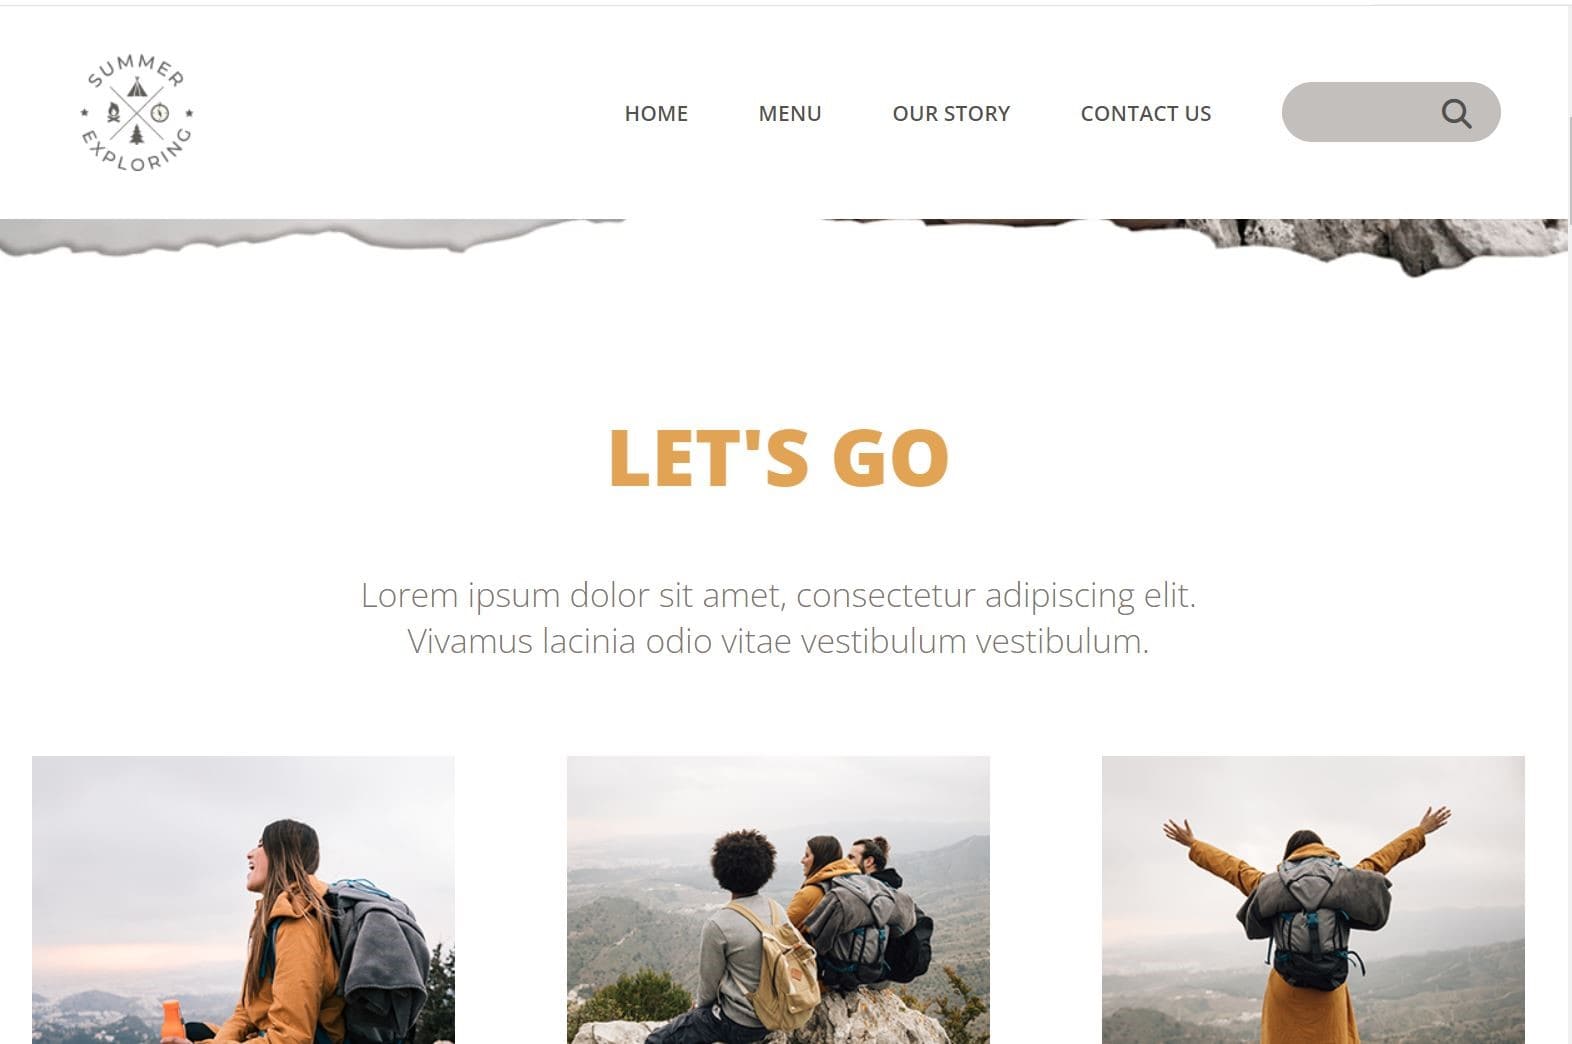 SUMMER
EXPLORING
HOME
MENU
OUR STORY
CONTACT US
LET'S GO
Lorem ipsum dolor sit amet, consectetur adipiscing elit.
Vivamus lacinia odio vitae vestibulum vestibulum.